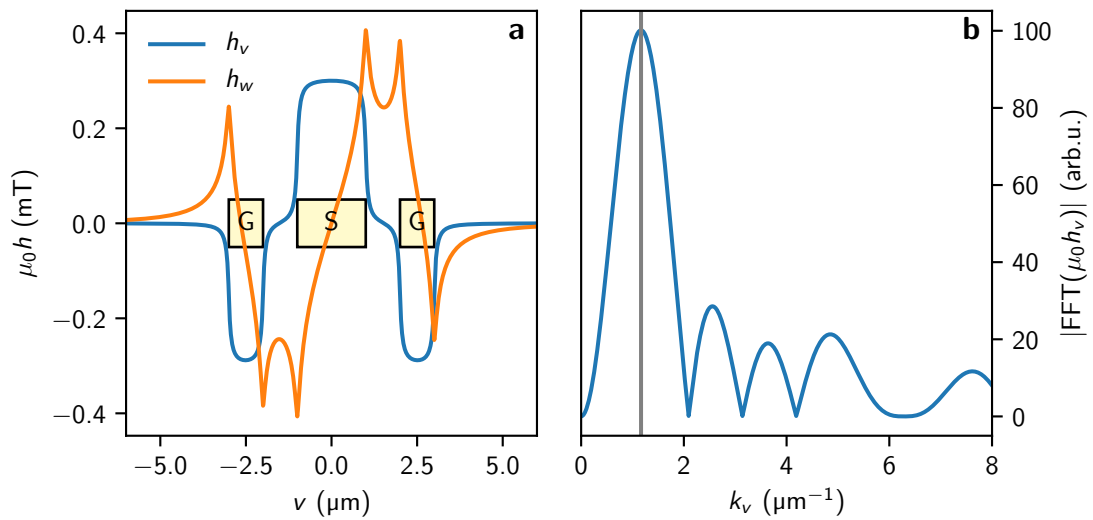 a
h_v
h_w
0.4
0.2
0.0
−0.2
−0.4
μ₀h (mT)
G
S
G
−5.0
−2.5
0.0
2.5
5.0
v (μm)
b
100
80
60
40
20
0
|FFT(μ₀h_v)| (arb.u.)
0
2
4
6
8
k_v (μm⁻¹)